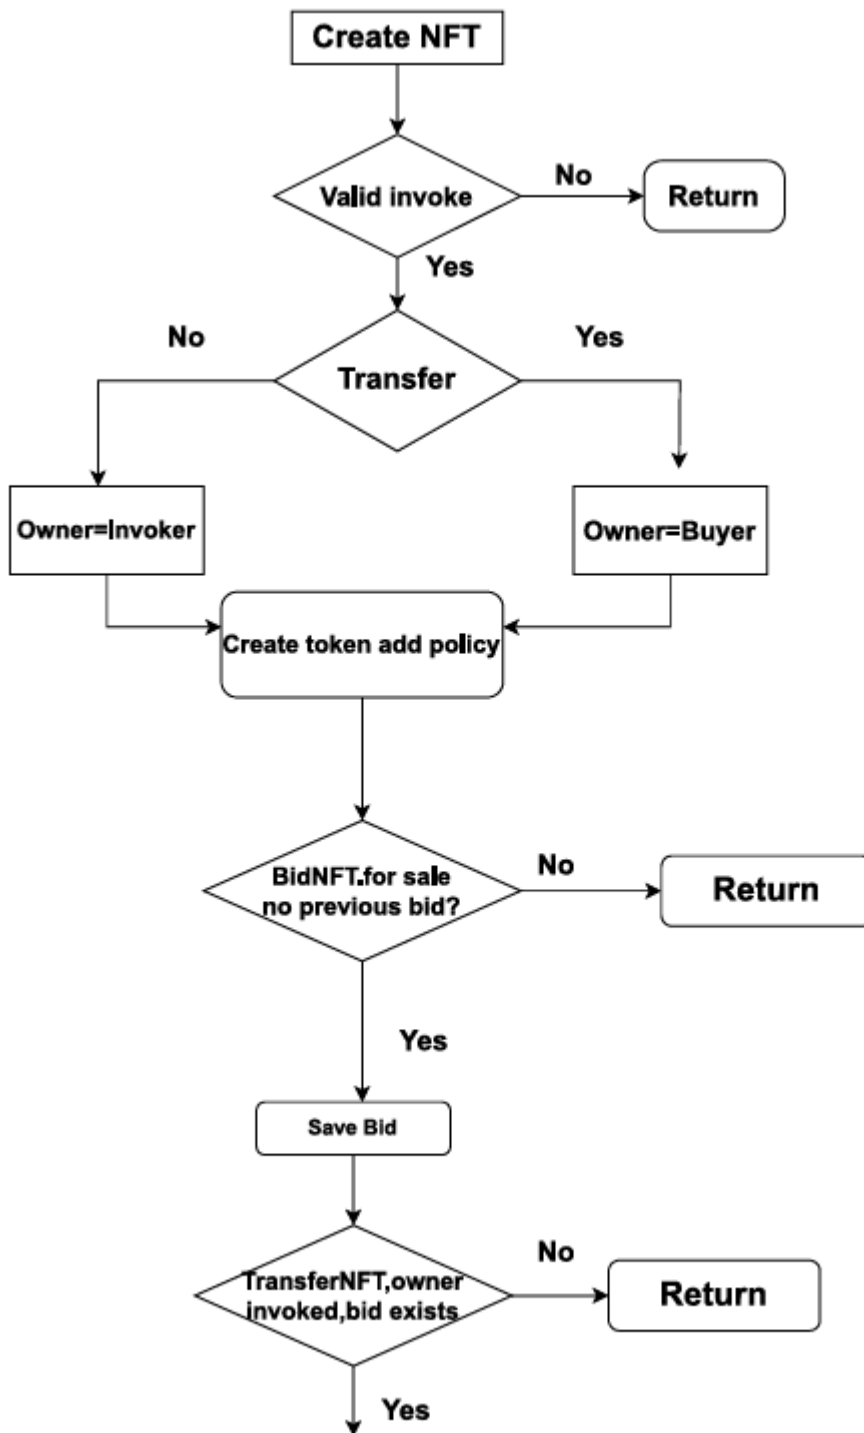 Create NFT
Valid invoke
No
Return
Yes
No
Yes
Transfer
Owner=Invoker
Owner=Buyer
Create token add policy
BidNFT.for sale
no previous bid?
No
Return
Yes
Save Bid
TransferNFT,owner
invoked,bid exists
No
Return
Yes